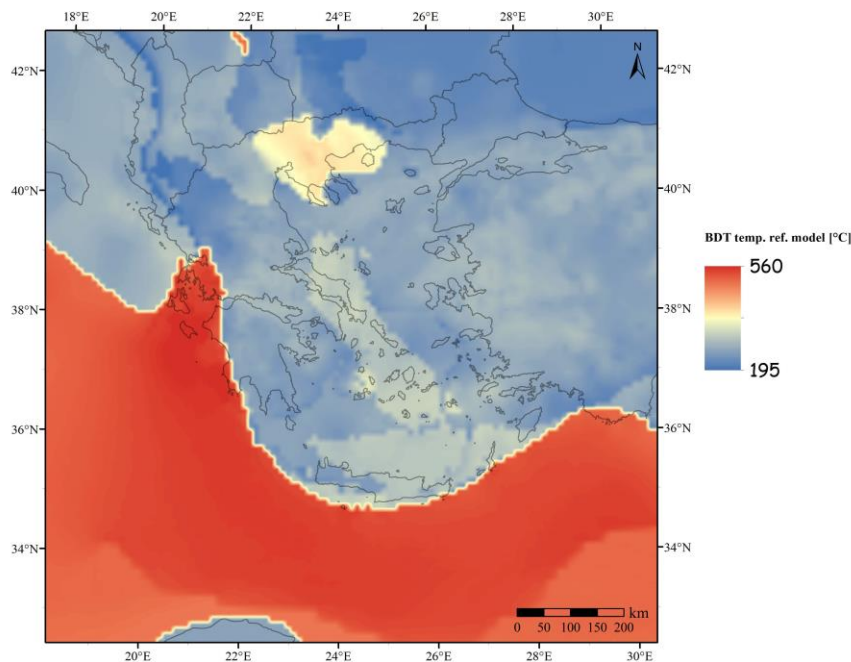 18°E 20°E 22°E 24°E 26°E 28°E 30°E
N
42°N 42°N
40°N 40°N
BDT temp. ref. model [°C]
560
38°N 38°N
195
36°N 36°N
34°N 34°N
km
0 50 100 150 200
20°E 22°E 24°E 26°E 28°E 30°E